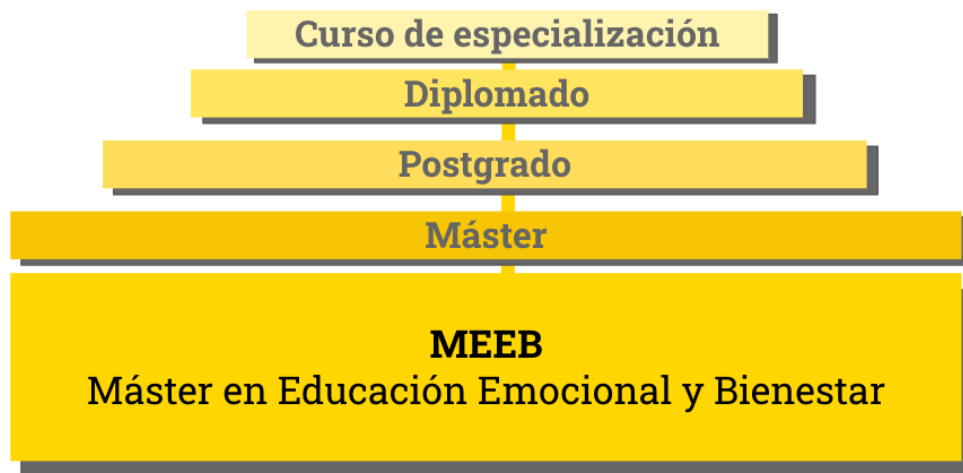 Curso de especialización
Diplomado
Postgrado
Máster
MEEB
Máster en Educación Emocional y Bienestar